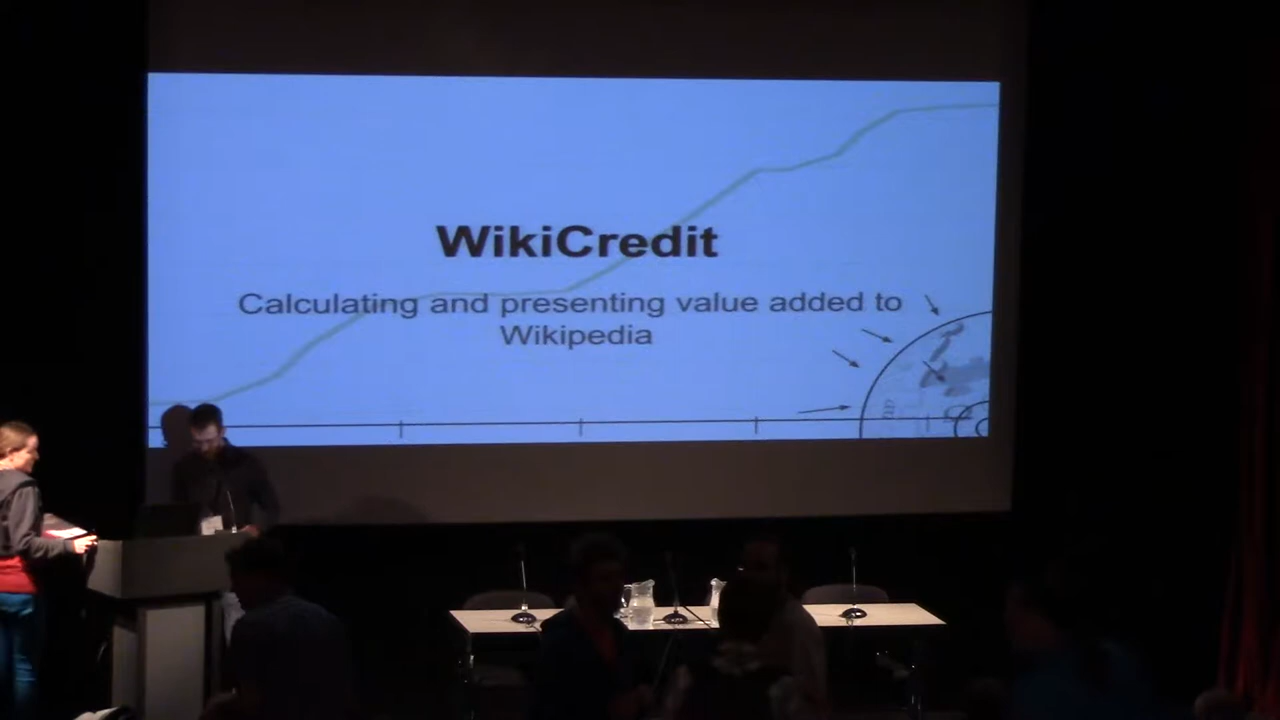 WikiCredit
Calculating and presenting value added to
Wikipedia